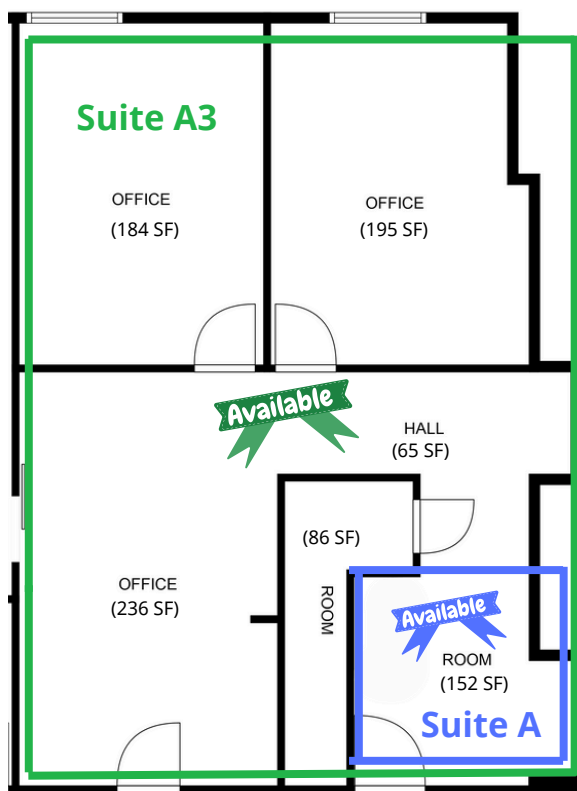 Suite A3
OFFICE
(184 SF)
OFFICE
(195 SF)
Available
HALL
(65 SF)
(86 SF)
ROOM
OFFICE
(236 SF)
Available
ROOM
(152 SF)
Suite A